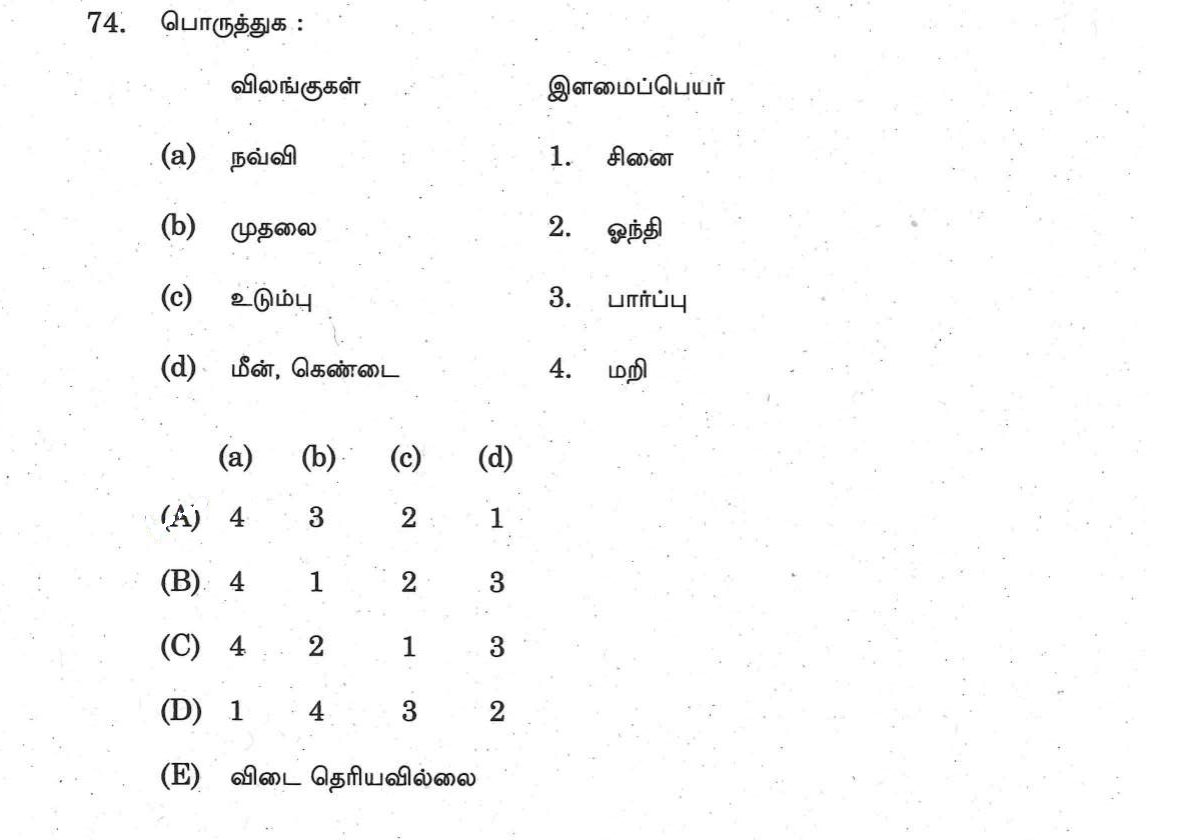 74. பொருத்துக :
விலங்குகள் இளமைப்பெயர்
(a) நவ்வி 1. சினை
(b) முதலை 2. ஓந்தி
(c) உடும்பு 3. பார்ப்பு
(d) மீன், கெண்டை 4. மறி
(a) (b) (c) (d)
(A) 4 3 2 1
(B) 4 1 2 3
(C) 4 2 1 3
(D) 1 4 3 2
(E) விடை தெரியவில்லை